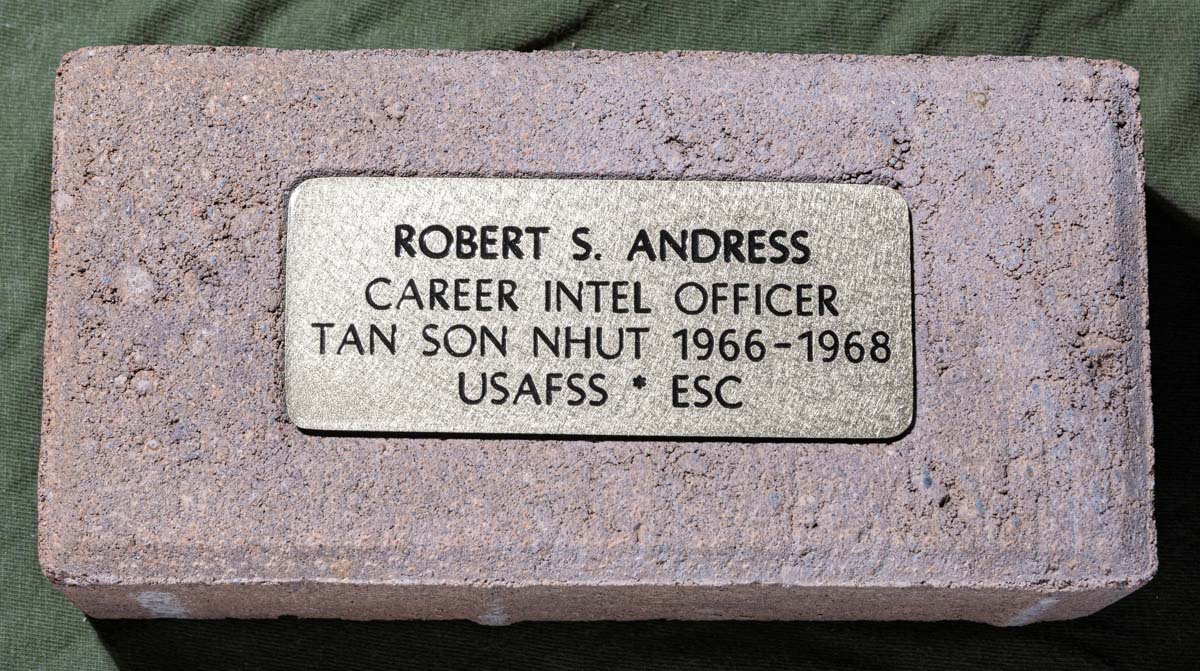 ROBERT S. ANDRESS
CAREER INTEL OFFICER
TAN SON NHUT 1966-1968
USAFSS * ESC